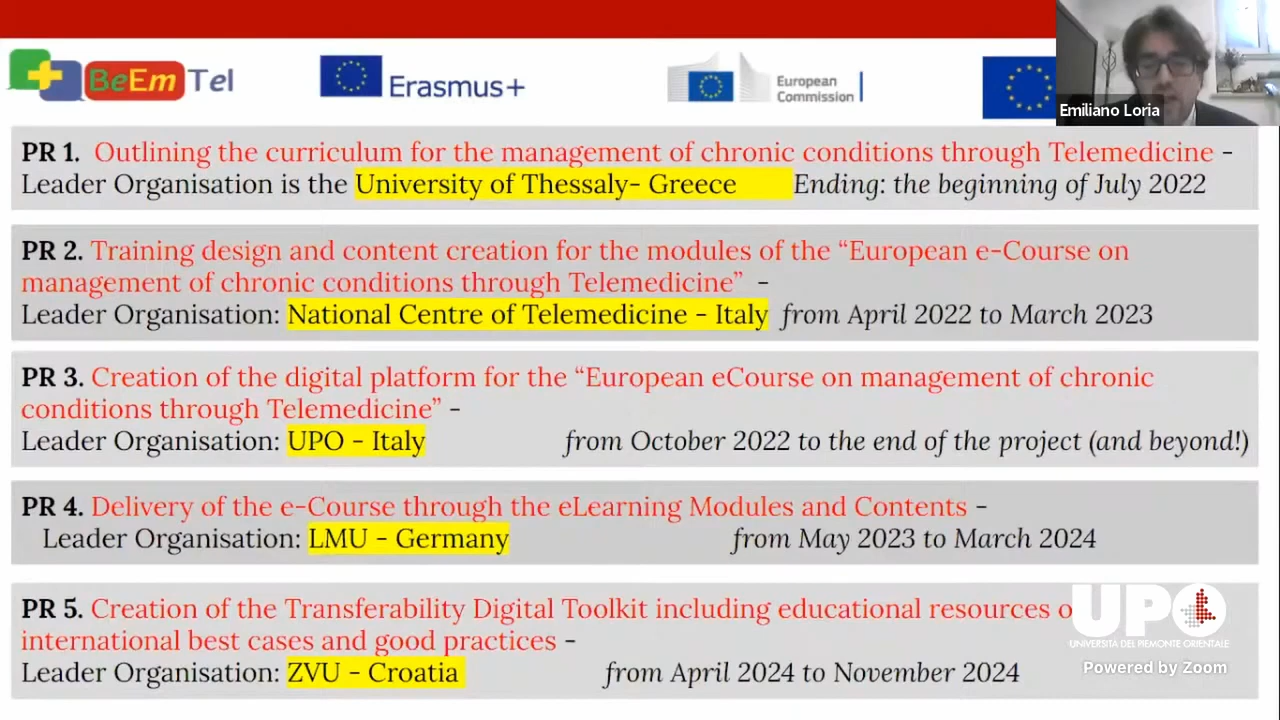 BeEm Tel
Erasmus+
European
Commission
Emiliano Loria
PR 1. Outlining the curriculum for the management of chronic conditions through Telemedicine -
Leader Organisation is the University of Thessaly- Greece Ending: the beginning of July 2022
PR 2. Training design and content creation for the modules of the “European e-Course on
management of chronic conditions through Telemedicine” -
Leader Organisation: National Centre of Telemedicine - Italy from April 2022 to March 2023
PR 3. Creation of the digital platform for the “European eCourse on management of chronic
conditions through Telemedicine” -
Leader Organisation: UPO - Italy from October 2022 to the end of the project (and beyond!)
PR 4. Delivery of the e-Course through the eLearning Modules and Contents -
Leader Organisation: LMU - Germany from May 2023 to March 2024
PR 5. Creation of the Transferability Digital Toolkit including educational resources
international best cases and good practices -
Leader Organisation: ZVU - Croatia from April 2024 to November 2024
UPO
UNIVERSITÀ DEL PIEMONTE ORIENTALE
Powered by Zoom